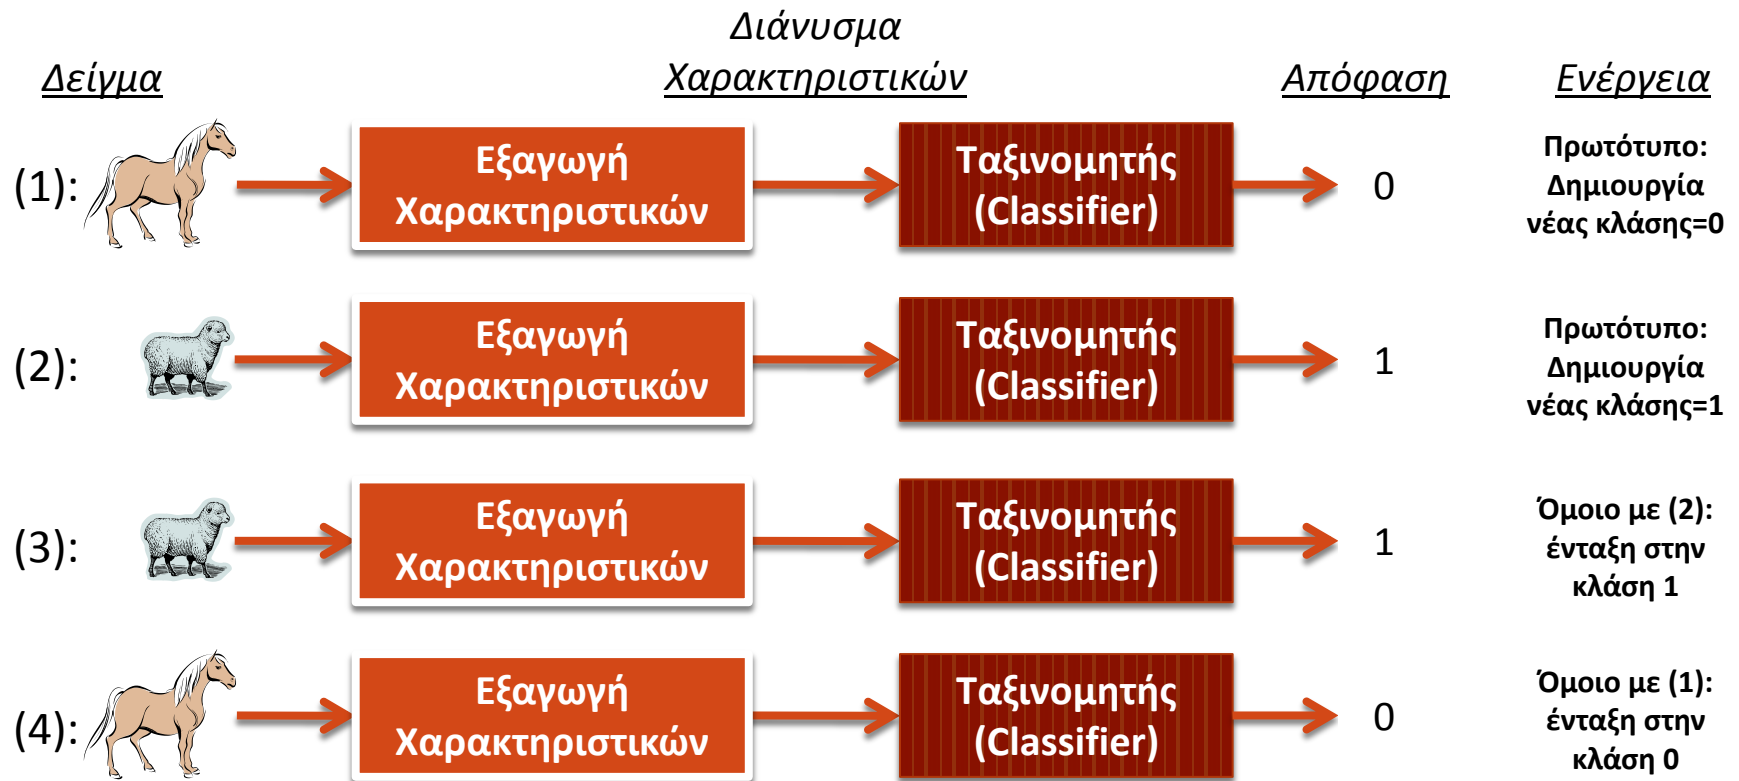 Διάνυσμα
Δείγμα Χαρακτηριστικών Απόφαση Ενέργεια
(1):
Εξαγωγή
Χαρακτηριστικών
Ταξινομητής
(Classifier)
0
Πρωτότυπο:
Δημιουργία
νέας κλάσης=0
(2):
Εξαγωγή
Χαρακτηριστικών
Ταξινομητής
(Classifier)
1
Πρωτότυπο:
Δημιουργία
νέας κλάσης=1
(3):
Εξαγωγή
Χαρακτηριστικών
Ταξινομητής
(Classifier)
1
Όμοιο με (2):
ένταξη στην
κλάση 1
(4):
Εξαγωγή
Χαρακτηριστικών
Ταξινομητής
(Classifier)
0
Όμοιο με (1):
ένταξη στην
κλάση 0